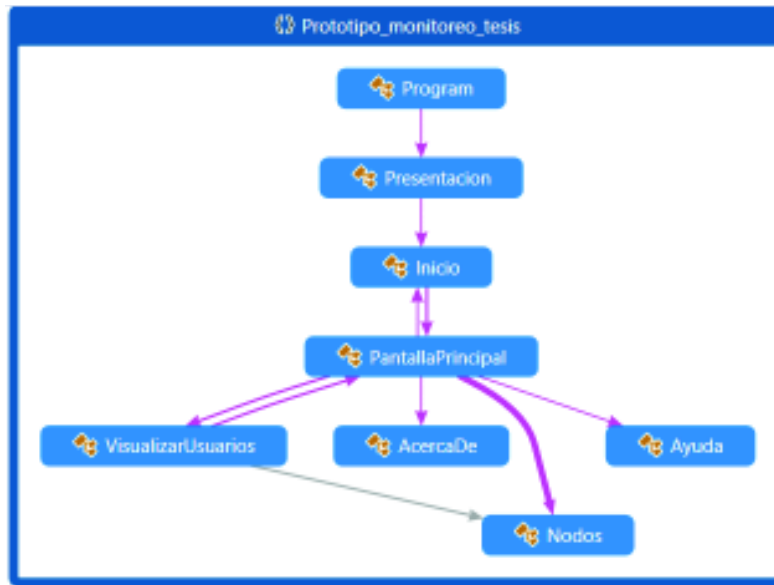 Prototipo_monitoreo_tesis
Program
Presentacion
Inicio
PantallaPrincipal
VisualizarUsuarios
AcercaDe
Ayuda
Nodos